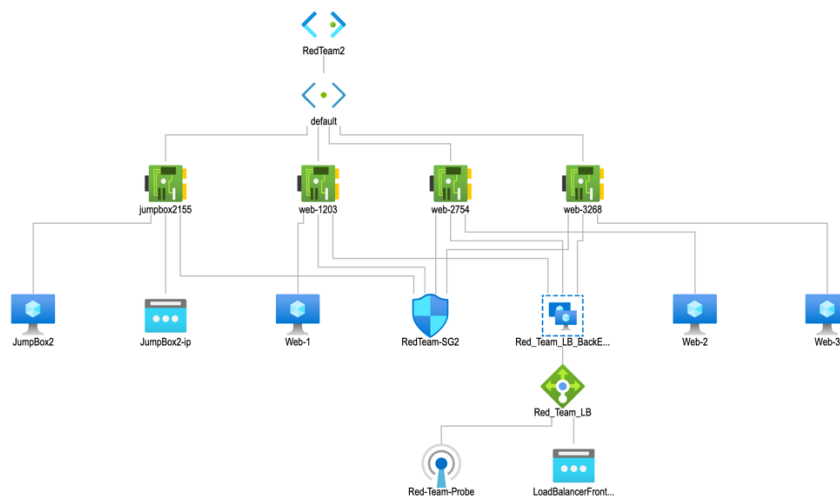 RedTeam2
default
jumpbox2155
web-1203
web-2754
web-3268
JumpBox2
JumpBox2-ip
Web-1
RedTeam-SG2
Red_Team_LB_BackE...
Web-2
Web-3
Red_Team_LB
Red-Team-Probe
LoadBalancerFront...